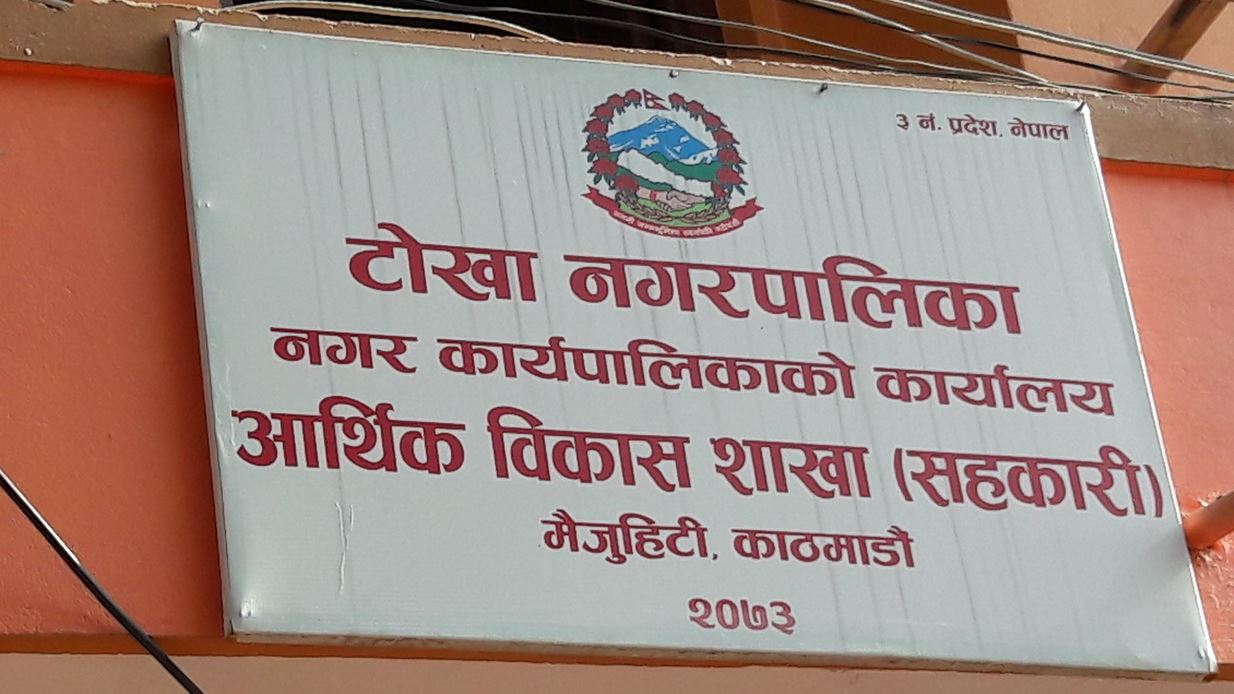 ३ नं. प्रदेश, नेपाल
टोखा नगरपालिका
नगर कार्यपालिकाको कार्यालय
आर्थिक विकास शाखा (सहकारी)
मैजुहिटी, काठमाडौं
२०७३